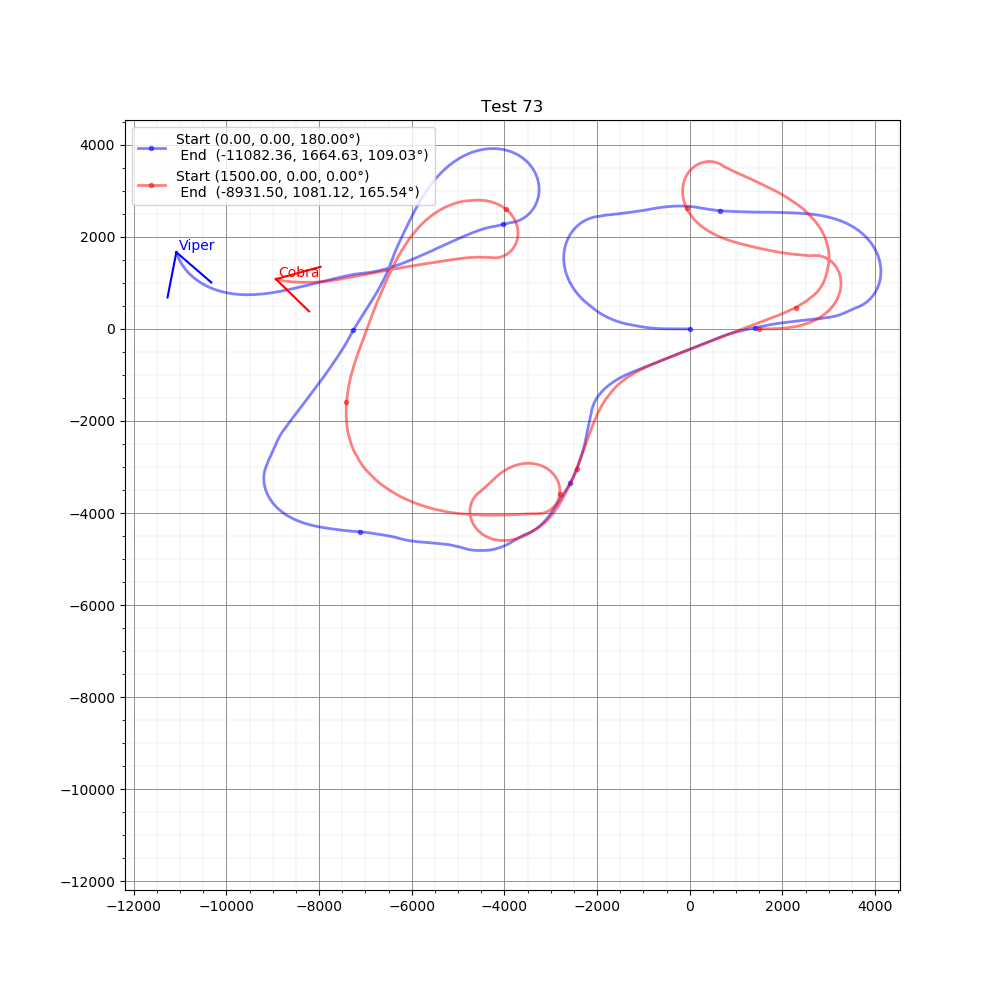 Test 73
Start (0.00, 0.00, 180.00°)
End (-11082.36, 1664.63, 109.03°)
Start (1500.00, 0.00, 0.00°)
End (-8931.50, 1081.12, 165.54°)
4000
2000
0
−2000
−4000
−6000
−8000
−10000
−12000
Viper
Cobra
−12000 −10000 −8000 −6000 −4000 −2000 0 2000 4000